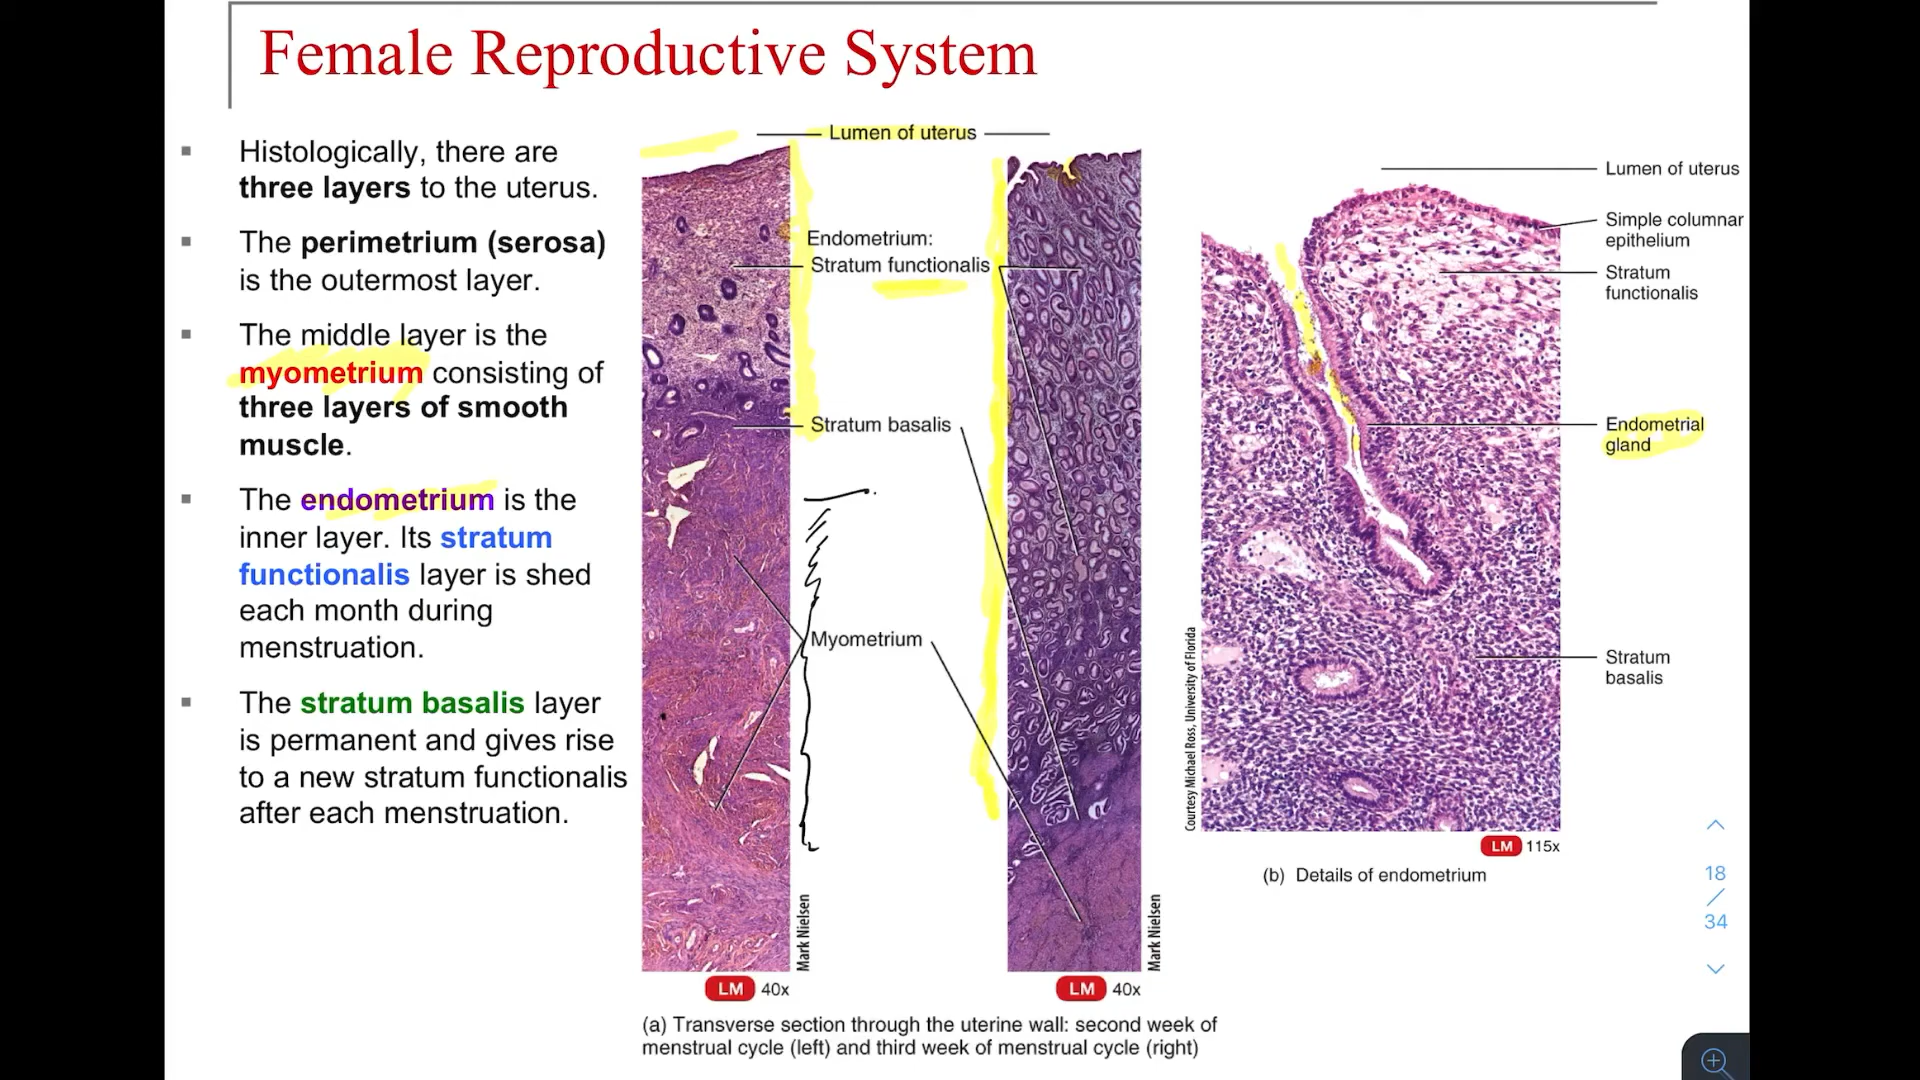 Female Reproductive System
▪ Histologically, there are
three layers to the uterus.
▪ The perimetrium (serosa)
is the outermost layer.
▪ The middle layer is the
myometrium consisting of
three layers of smooth
muscle.
▪ The endometrium is the
inner layer. Its stratum
functionalis layer is shed
each month during
menstruation.
▪ The stratum basalis layer
is permanent and gives rise
to a new stratum functionalis
after each menstruation.
Lumen of uterus
Endometrium:
Stratum functionalis
Stratum basalis
Myometrium
Mark Nielsen
Mark Nielsen
LM 40x
LM 40x
(a) Transverse section through the uterine wall: second week of
menstrual cycle (left) and third week of menstrual cycle (right)
Lumen of uterus
Simple columnar
epithelium
Stratum
functionalis
Endometrial
gland
Stratum
basalis
Courtesy Michael Ross, University of Florida
LM 115x
(b) Details of endometrium
18
/
34